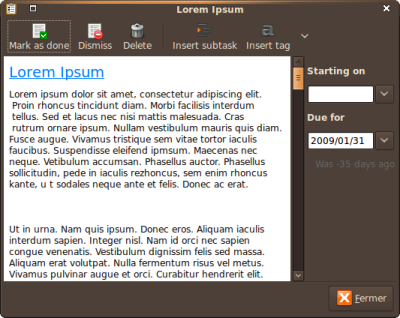 Lorem Ipsum
Mark as done
Dismiss
Delete
Insert subtask
Insert tag
Lorem Ipsum
Lorem ipsum dolor sit amet, consectetur adipiscing elit.
Proin rhoncus tincidunt diam. Morbi facilisis interdum
tellus. Sed et lacus nec nisi mattis malesuada. Cras
rutrum ornare ipsum. Nullam vestibulum mauris quis diam.
Fusce augue. Vivamus tristique sem vitae tortor iaculis
faucibus. Suspendisse eleifend ipmsum. Maecenas nec
neque. Vetibulum accumsan. Phasellus auctor. Phasellus
sollicitudin, pede in iaculis rezhoncus, sem enim rhoncus
kante, u t sodales neque ante et felis. Donec ac erat.
Ut in urna. Nam quis ipsum. Donec eros. Aliquam iaculis
interdum sapien. Integer nisl. Nam id orci nec sapien
congue venenatis. Vestibulum dignissim felis sed massa.
Aliquam erat volutpat. Nulla fermentum risus vel metus.
Vivamus pulvinar augue et orci. Curabitur hendrerit elit.
Starting on
Due for
2009/01/31
Was -35 days ago
Fermer